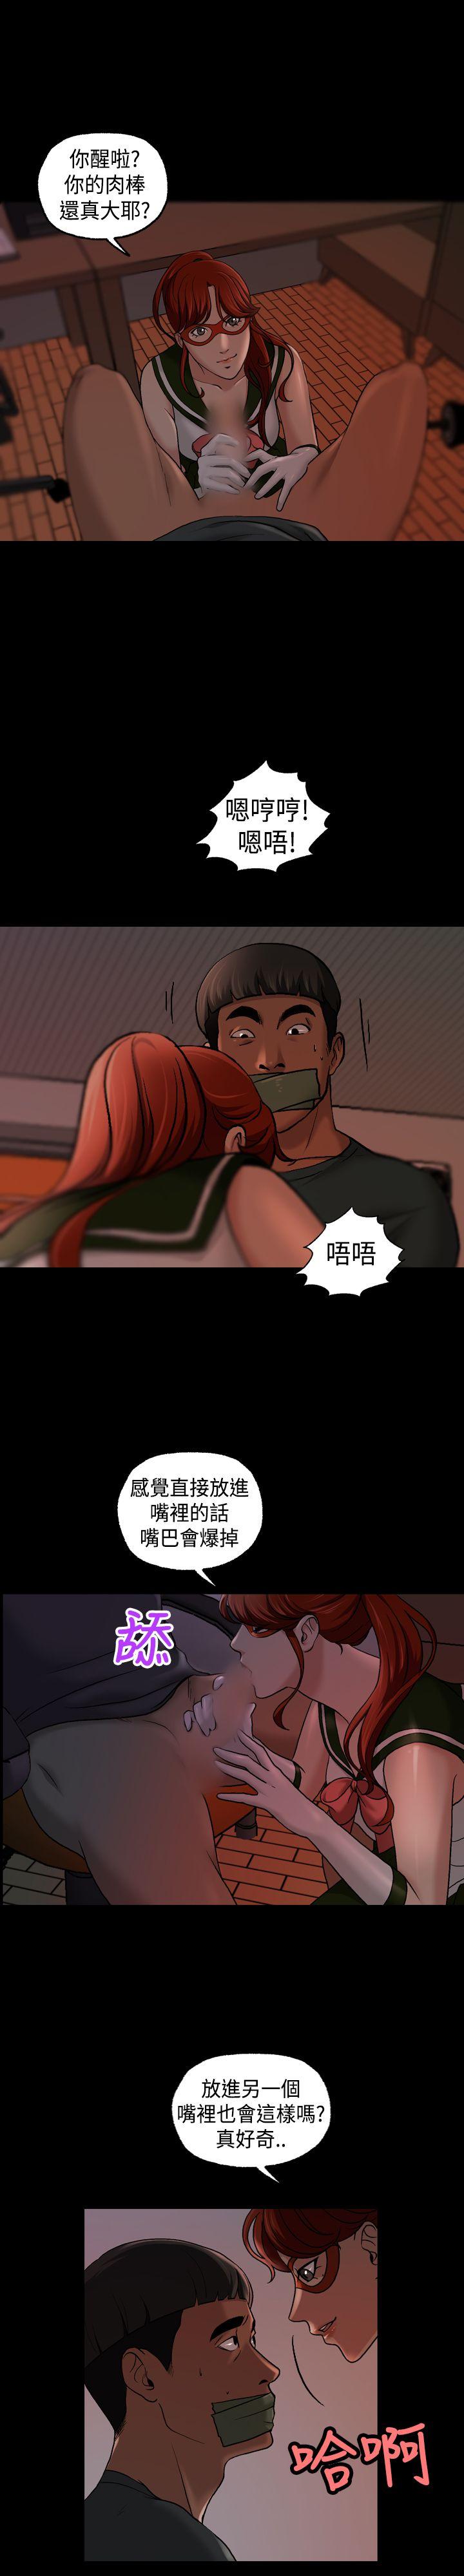 你醒啦?
你的肉棒
還真大耶?
嗯哼哼!
嗯唔!
唔唔
感覺直接放進
嘴裡的話
嘴巴會爆掉
舔
放進另一個
嘴裡也會這樣嗎?
真好奇..
哈啊